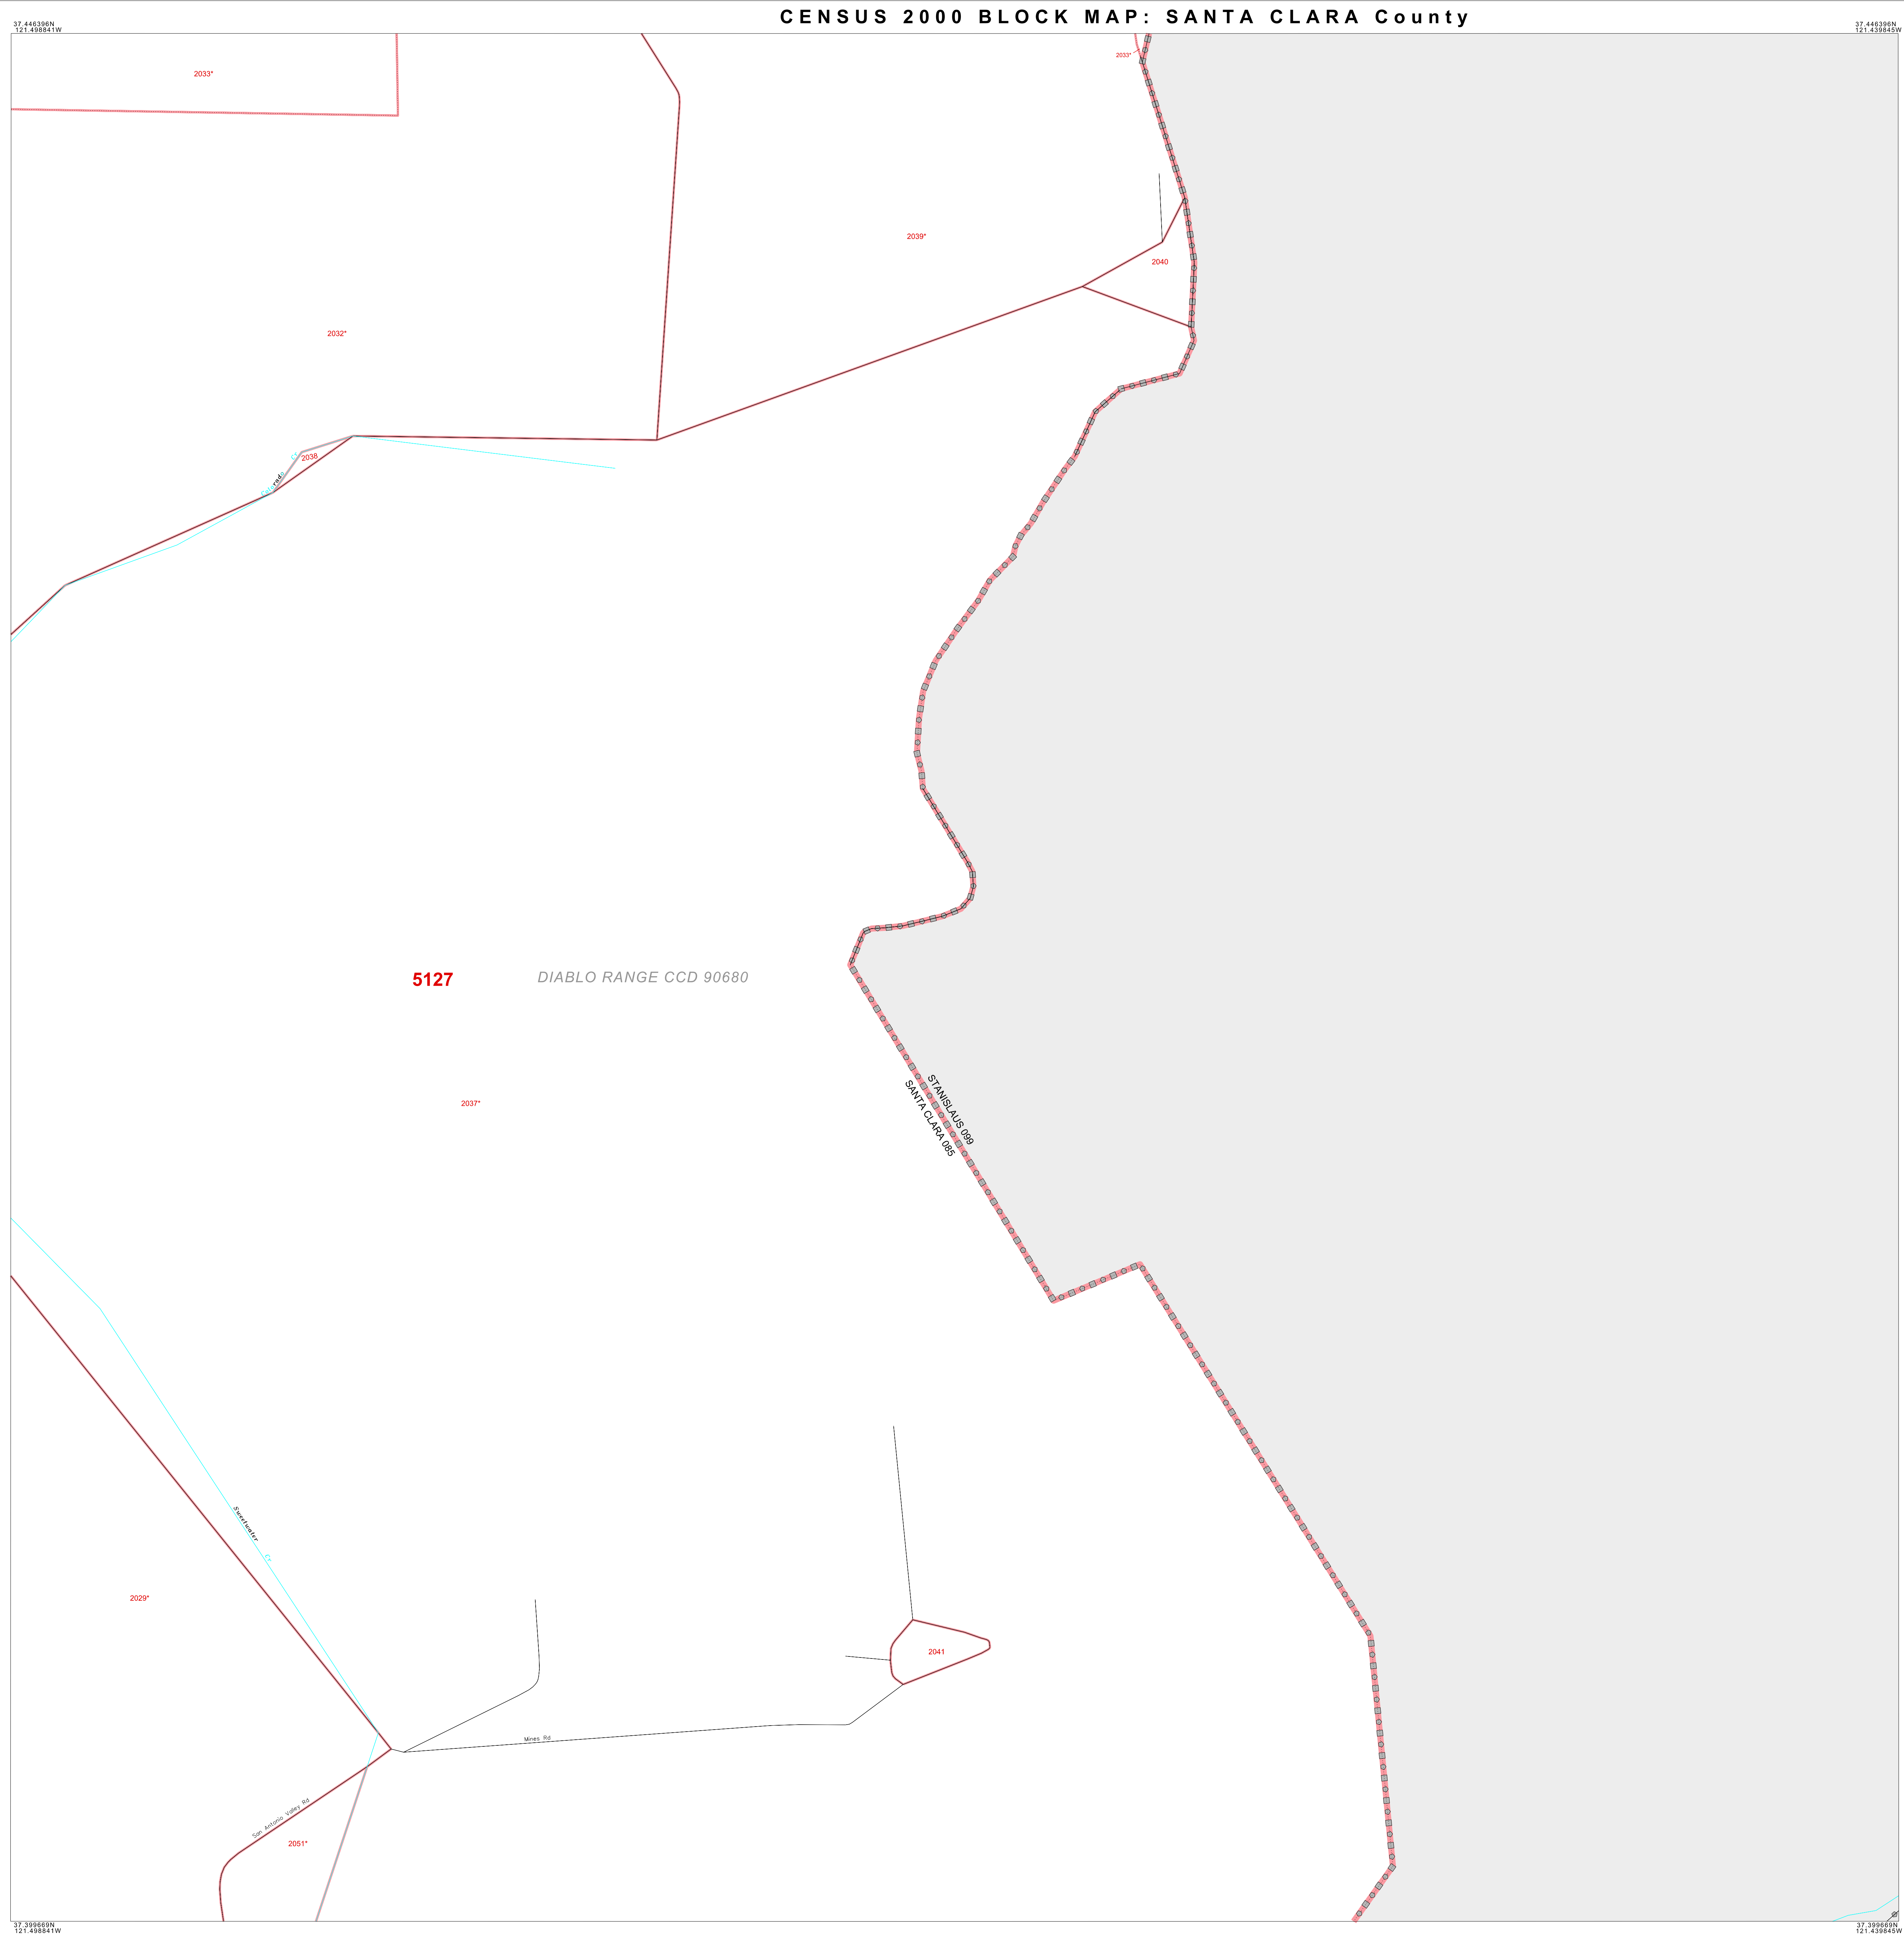 CENSUS 2000 BLOCK MAP: SANTA CLARA County
37.446396N
121.498841W
37.446396N
121.439845W
2033*
2033*
2039*
2040
2032*
2038
5127
DIABLO RANGE CCD 90680
STANISLAUS 099
SANTA CLARA 085
2037*
Sweetwater Cr
2029*
2041
Mines Rd
San Antonio Valley Rd
2051*
37.399669N
121.498841W
37.399669N
121.439845W